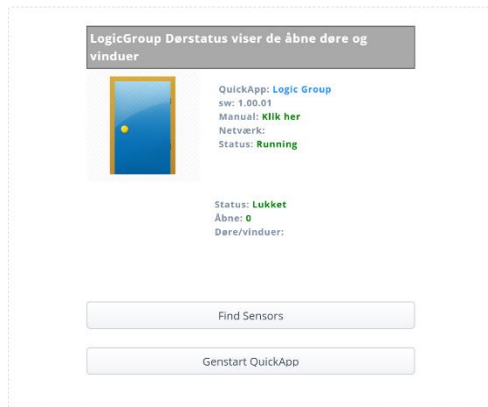 LogicGroup Dørstatus viser de åbne døre og
vinduer
QuickApp: Logic Group
sw: 1.00.01
Manual: Klik her
Netværk:
Status: Running
Status: Lukket
Åbne: 0
Døre/vinduer:
Find Sensors
Genstart QuickApp